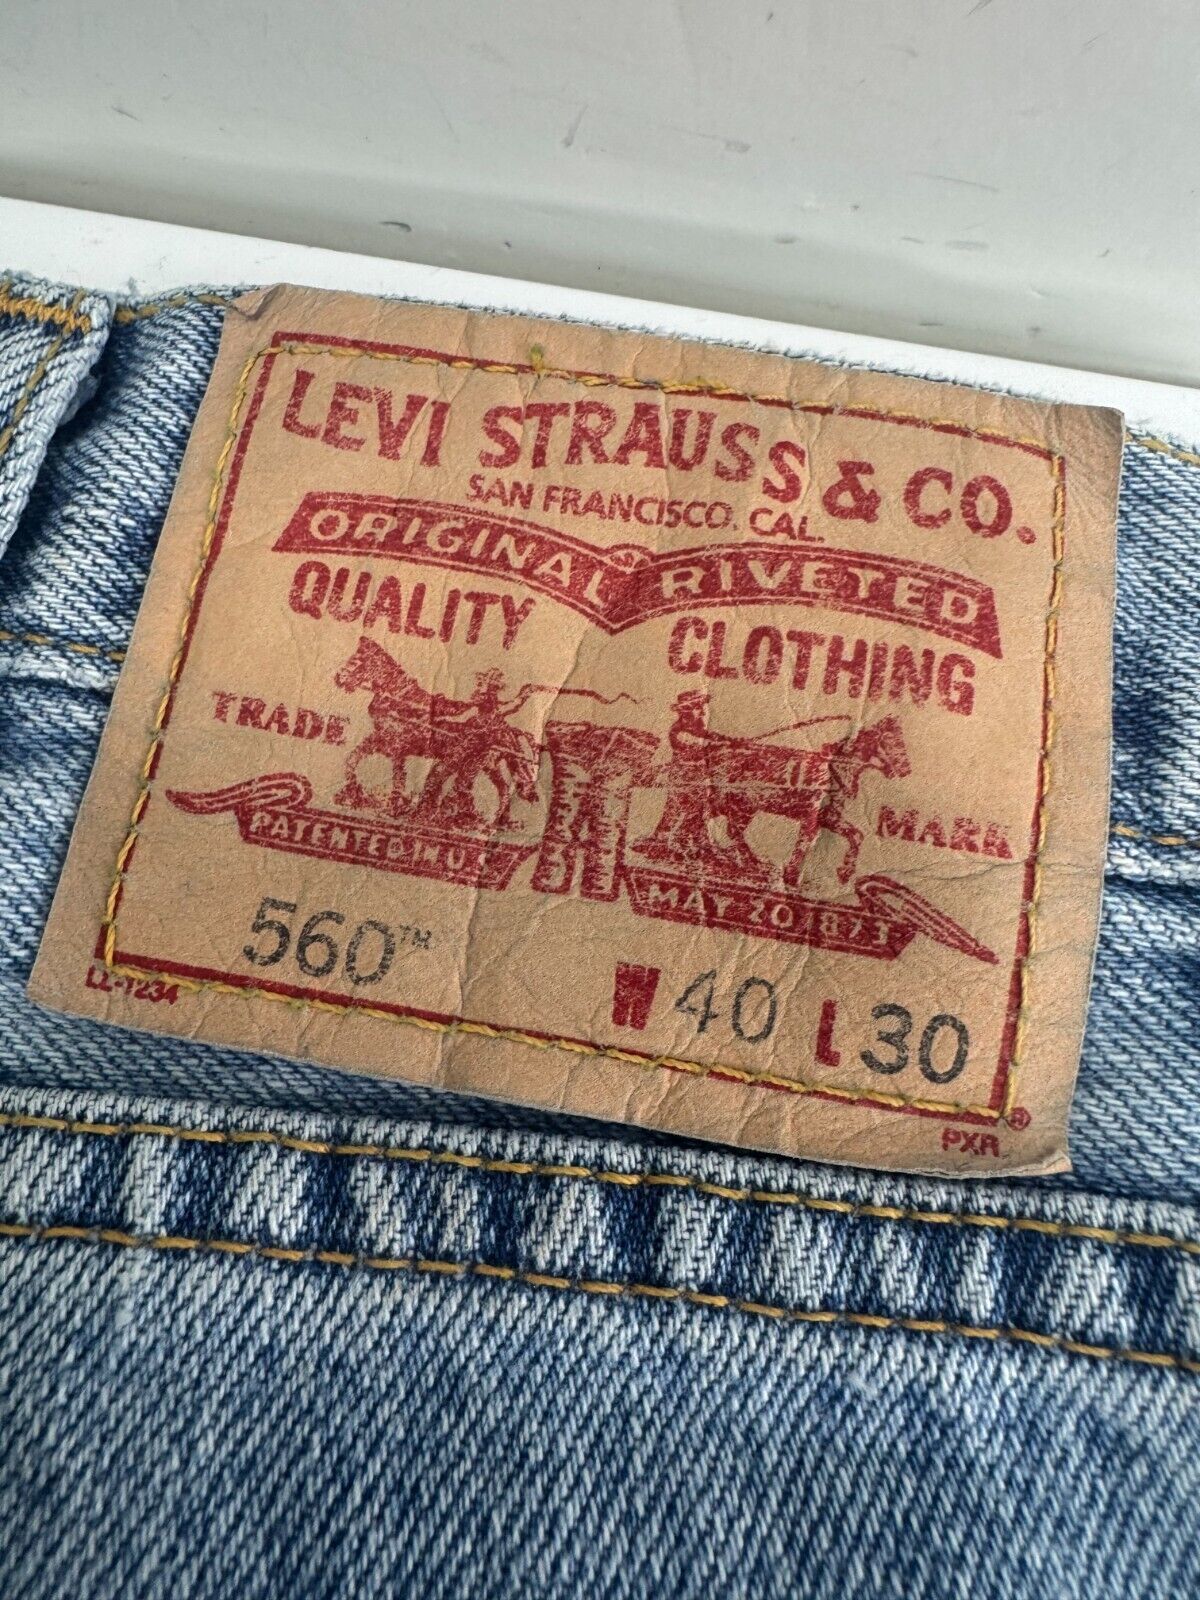 LEVI STRAUSS & CO.
SAN FRANCISCO, CAL.
ORIGINAL RIVETED
QUALITY CLOTHING
TRADE MARK
PATENTED IN U.S.
MAY 20 1873
560™ W 40 L 30
LL-1234
®
PXR